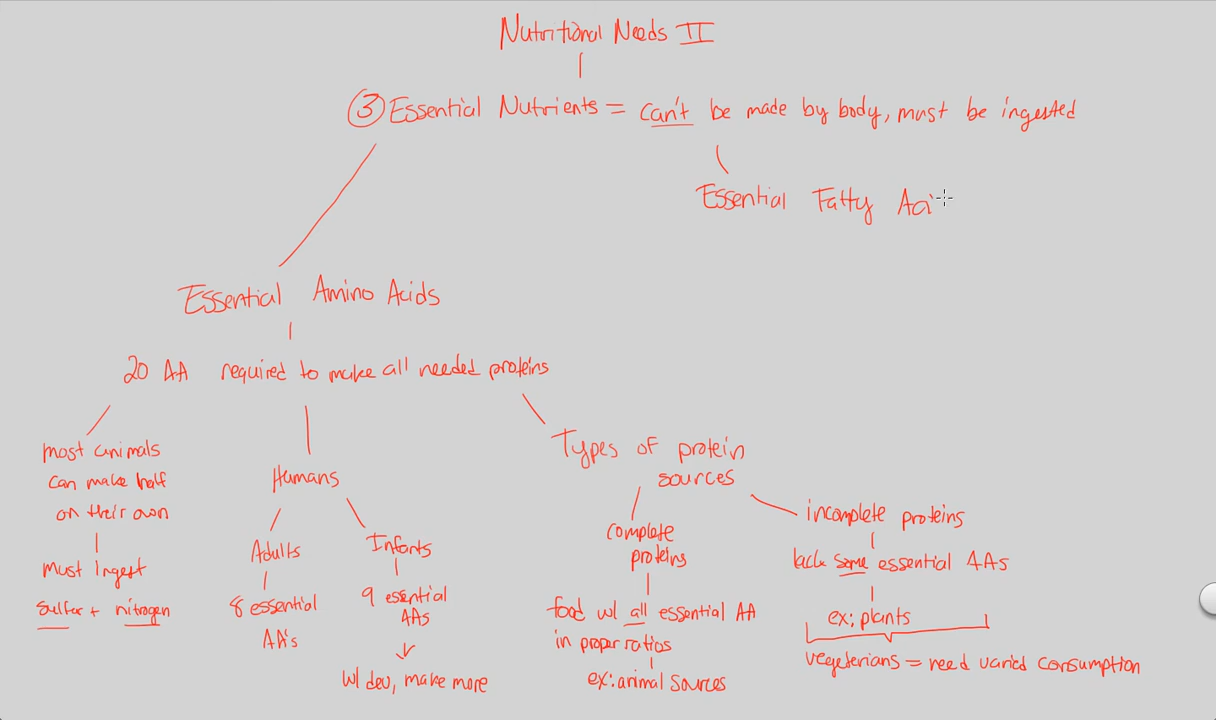 Nutritional Needs II
③ Essential Nutrients = can't be made by body, must be ingested
Essential Fatty Aci
Essential Amino Acids
20 AA required to make all needed proteins
most animals
can make half
on their own
must ingest
sulfur + nitrogen
Humans
Adults
8 essential
AA's
Infants
9 essential
AAs
w/ dev, make more
Types of protein
sources
complete
proteins
food w/ all essential AA
in proper ratios
ex: animal sources
incomplete proteins
lack some essential AAs
ex: plants
vegeterians = need varied consumption